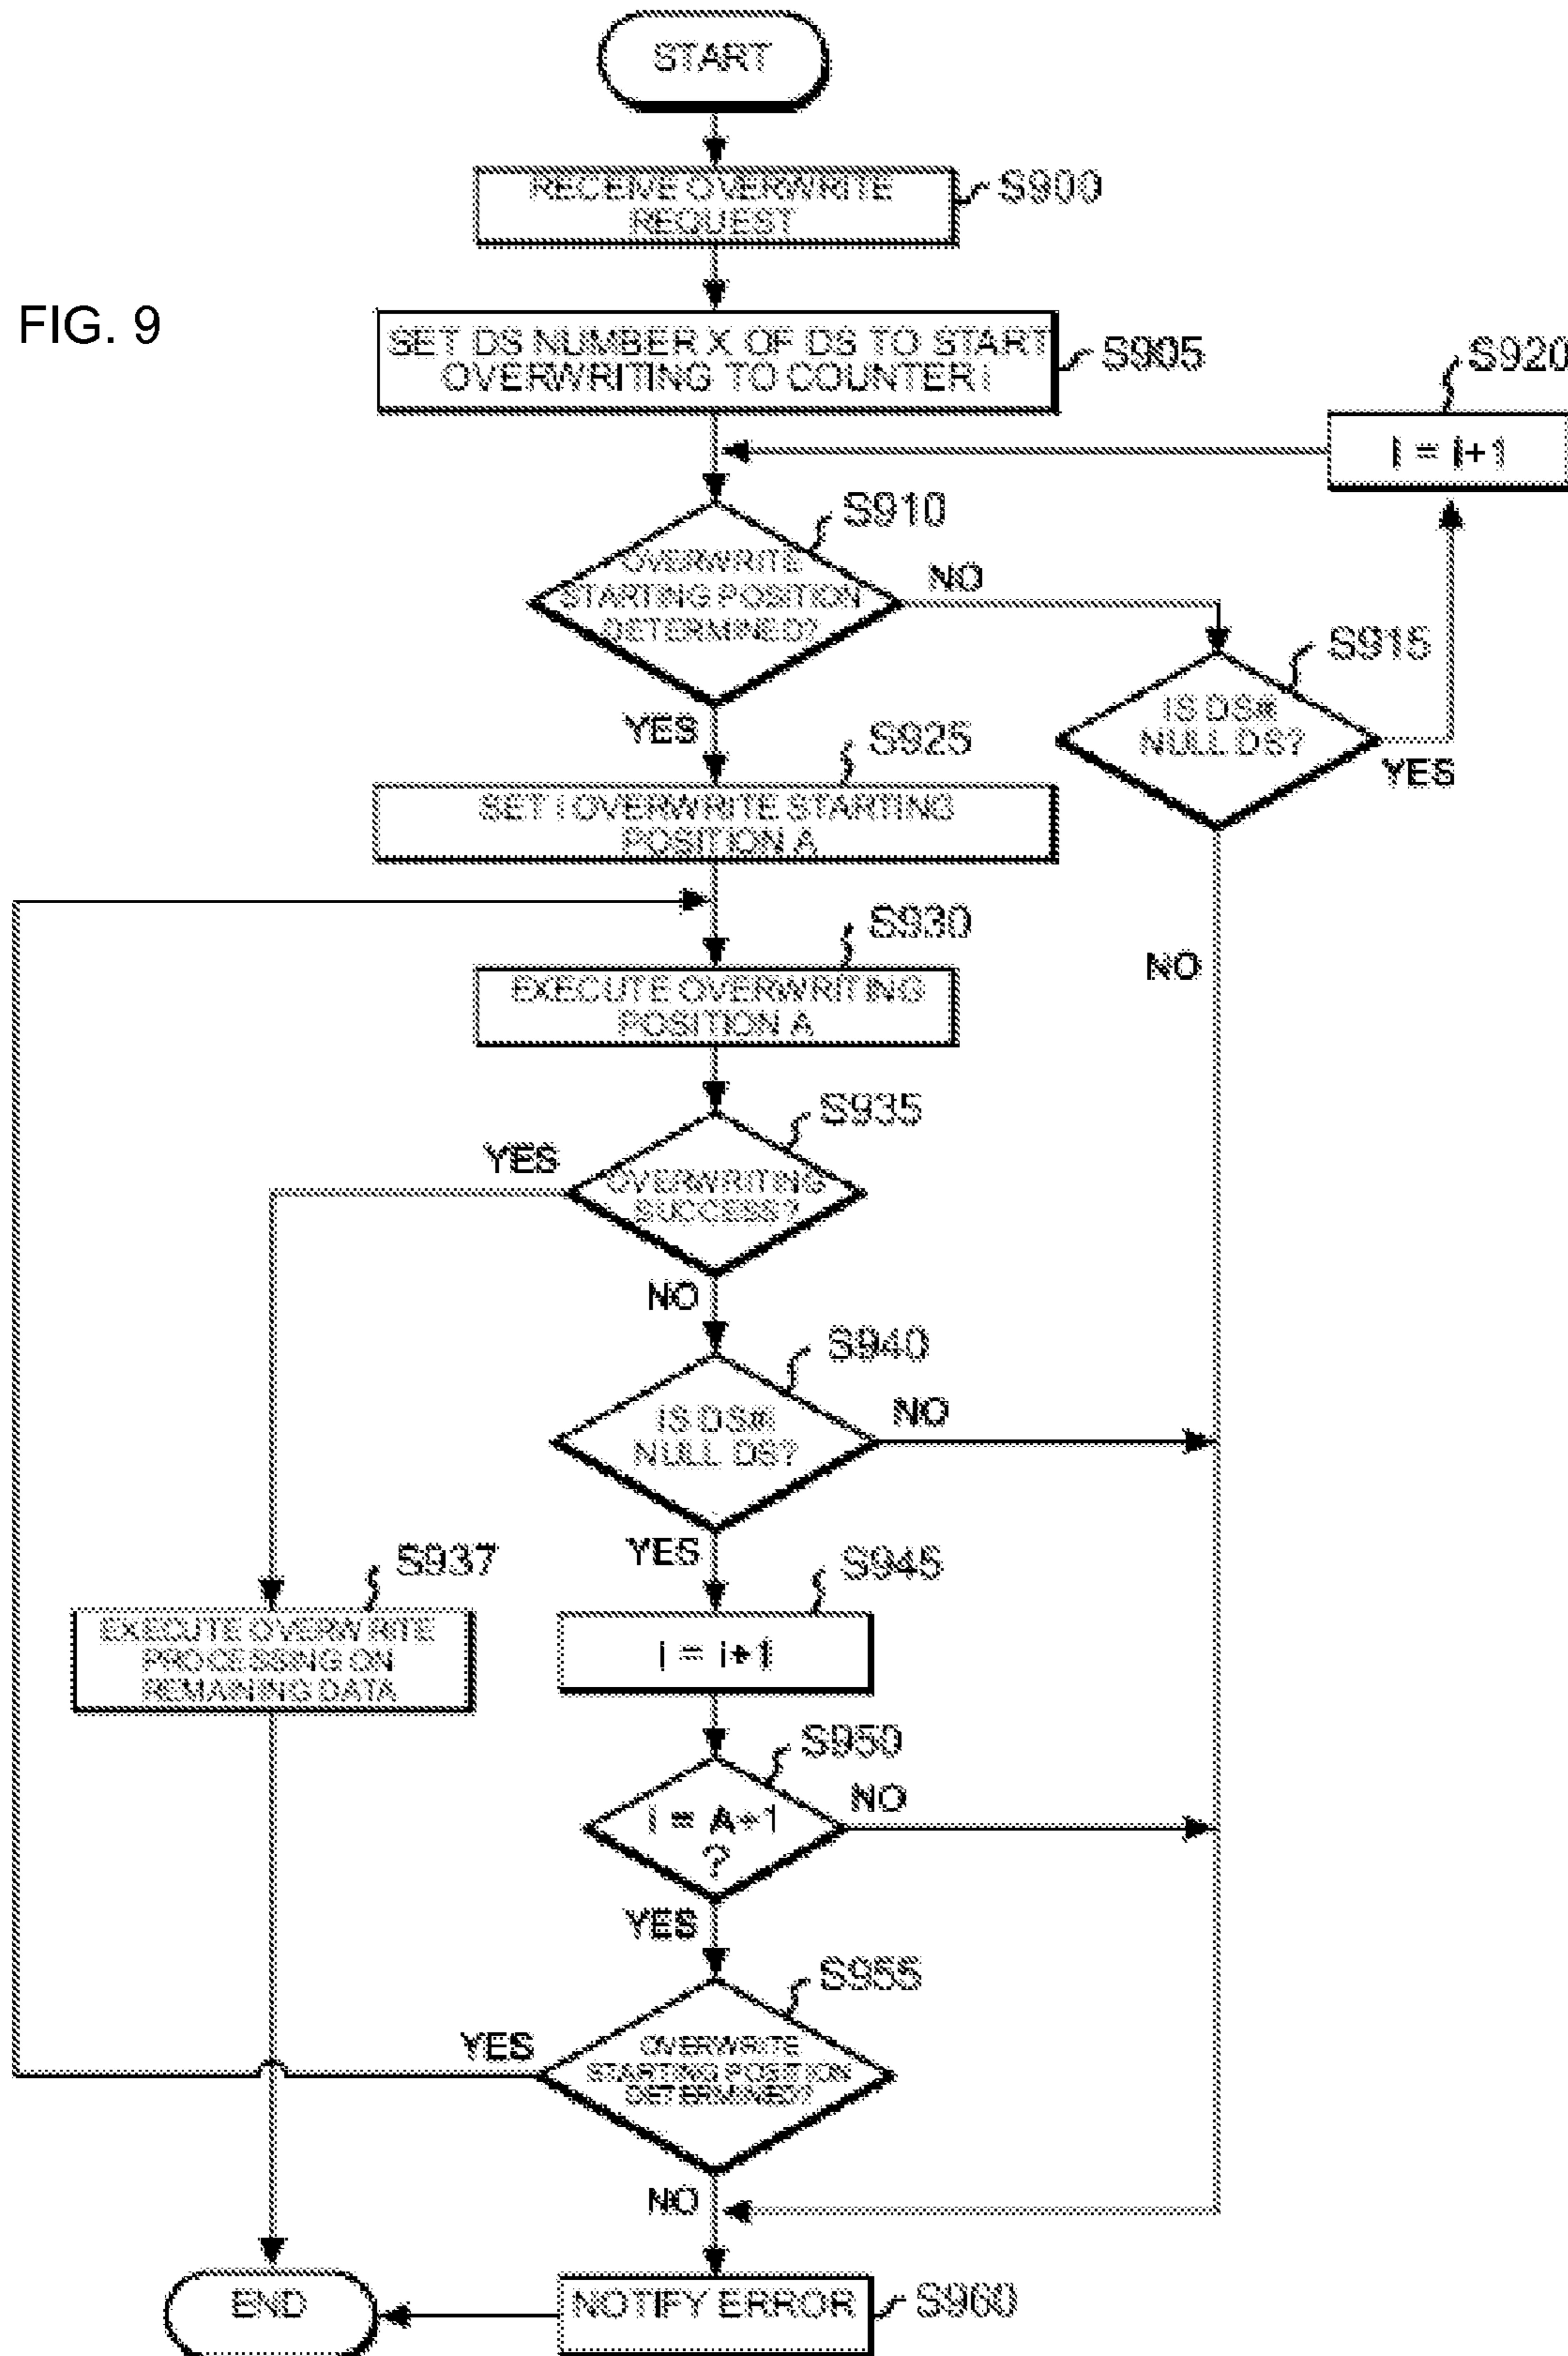 START
RECEIVE OVERWRITE
REQUEST
S900
FIG. 9
SET DS NUMBER X OF DS TO START
OVERWRITING TO COUNTER i
S905
S920
i = i+1
S910
OVERWRITE
STARTING POSITION
DETERMINED?
NO
S915
IS DS#i
NULL DS?
YES
YES
S925
SET i OVERWRITE STARTING
POSITION A
S930
NO
EXECUTE OVERWRITING
POSITION A
S935
YES
OVERWRITING
SUCCESS?
NO
S940
IS DS#i
NULL DS?
NO
YES
S937
S945
EXECUTE OVERWRITE
PROCESSING ON
REMAINING DATA
i = i+1
S950
i = A+1
?
NO
YES
S955
YES
OVERWRITE
STARTING POSITION
DETERMINED?
NO
END
NOTIFY ERROR
S960